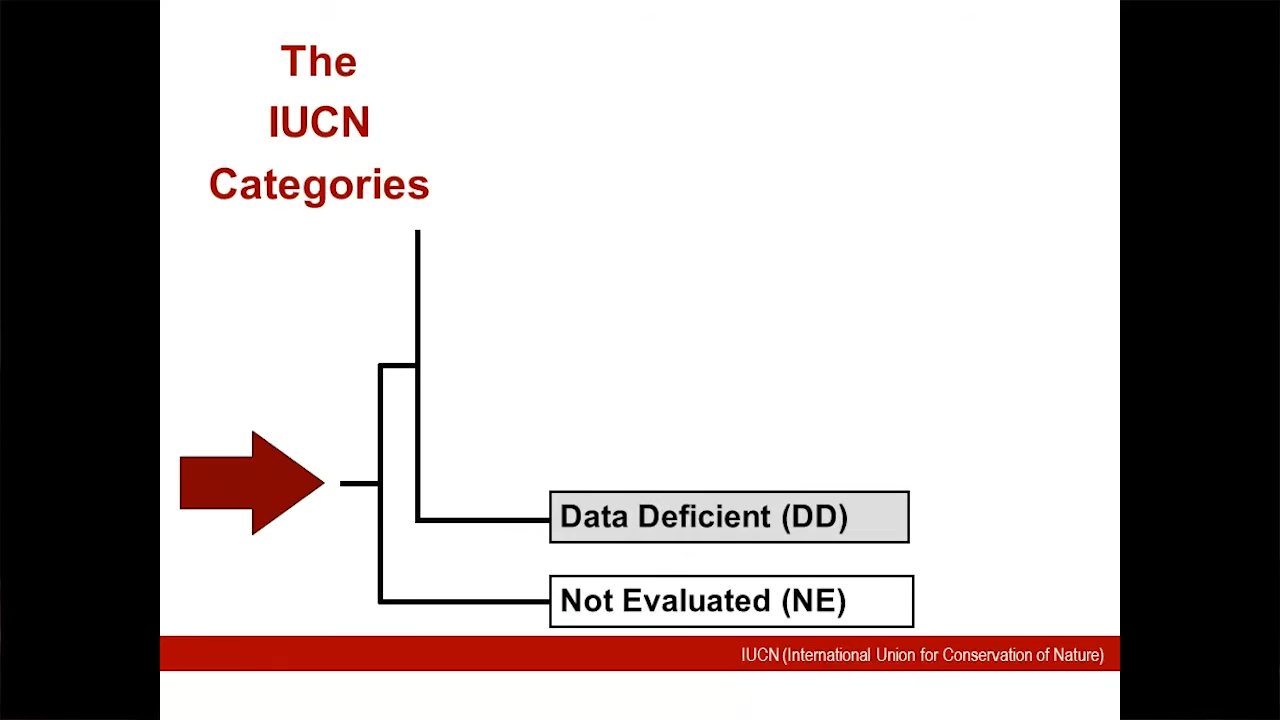 The
IUCN
Categories
Data Deficient (DD)
Not Evaluated (NE)
IUCN (International Union for Conservation of Nature)